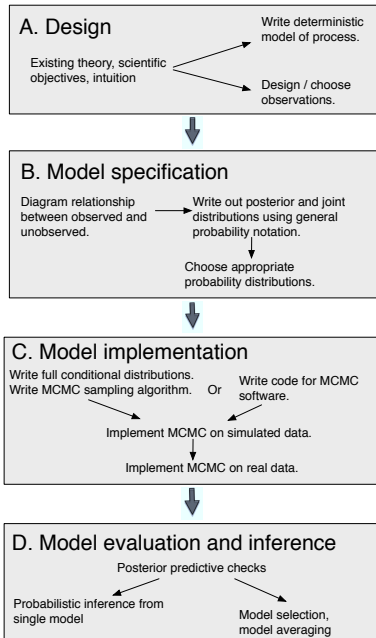 A. Design
Write deterministic
model of process.
Existing theory, scientific
objectives, intuition
Design / choose
observations.
B. Model specification
Diagram relationship
between observed and
unobserved.
Write out posterior and joint
distributions using general
probability notation.
Choose appropriate
probability distributions.
C. Model implementation
Write full conditional distributions.
Write MCMC sampling algorithm.
Or
Write code for MCMC
software.
Implement MCMC on simulated data.
Implement MCMC on real data.
D. Model evaluation and inference
Posterior predictive checks
Probabilistic inference from
single model
Model selection,
model averaging